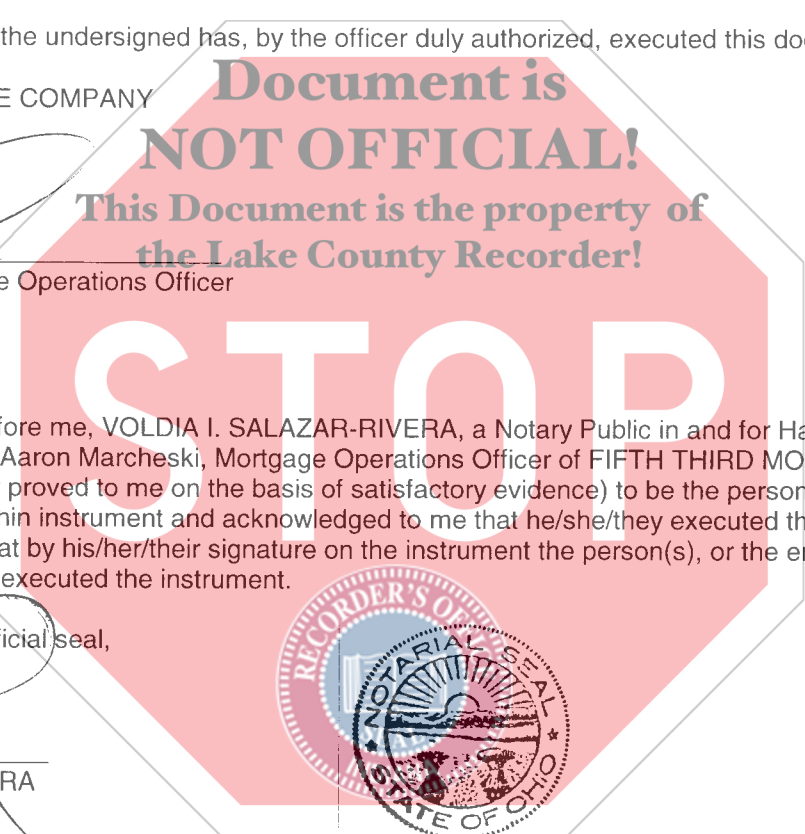 the undersigned has, by the officer duly authorized, executed this doc
Document is
E COMPANY
NOT OFFICIAL!
This Document is the property of
the Lake County Recorder!
e Operations Officer
STOP
fore me, VOLDIA I. SALAZAR-RIVERA, a Notary Public in and for Ha
Aaron Marcheski, Mortgage Operations Officer of FIFTH THIRD MO
proved to me on the basis of satisfactory evidence) to be the person
hin instrument and acknowledged to me that he/she/they executed th
at by his/her/their signature on the instrument the person(s), or the en
executed the instrument.
RECORDER'S OF
ficial seal,
NOTARIAL SEAL
SEAL
STATE OF OHIO
RA